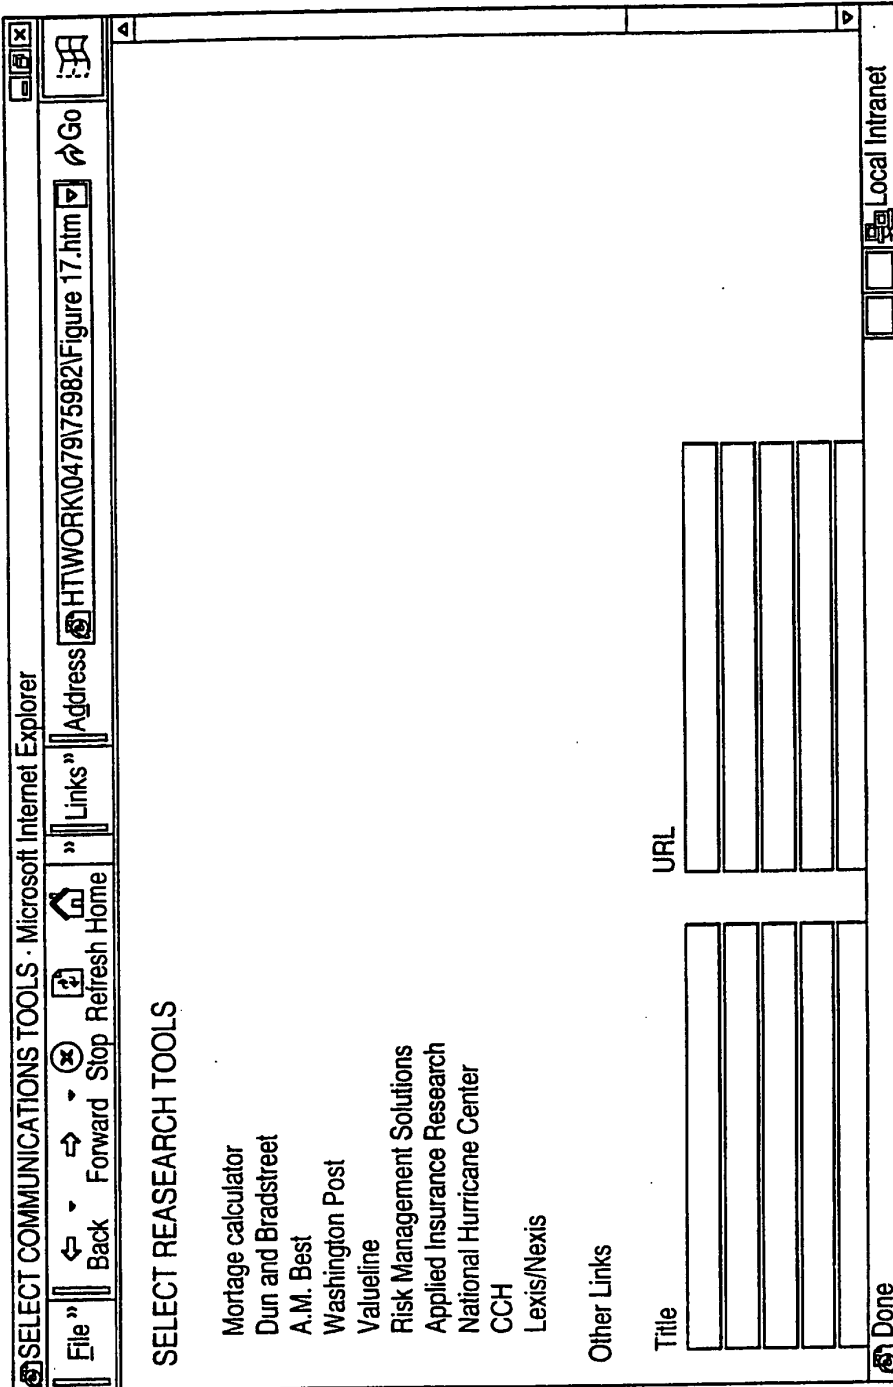 SELECT COMMUNICATIONS TOOLS · Microsoft Internet Explorer
File » Back Forward Stop Refresh Home » Links » Address HT\WORK\0479\75982\Figure 17.htm Go
SELECT REASEARCH TOOLS
Mortage calculator
Dun and Bradstreet
A.M. Best
Washington Post
Valueline
Risk Management Solutions
Applied Insurance Research
National Hurricane Center
CCH
Lexis/Nexis
Other Links
Title URL
Done Local Intranet